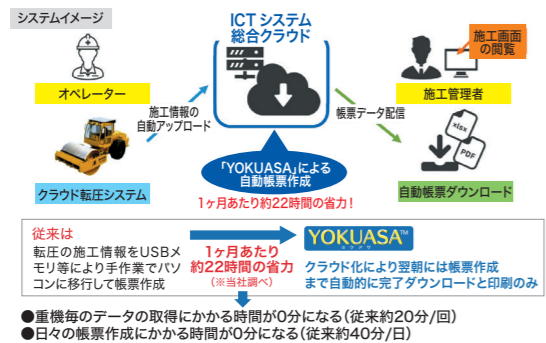 システムイメージ
ICTシステム
総合クラウド
施工画面
の閲覧
オペレーター
施工情報の
自動アップロード
帳票データ配信
施工管理者
xlsx
PDF
クラウド転圧システム
「YOKUASA」による
自動帳票作成
自動帳票ダウンロード
1ヶ月あたり約22時間の省力!
従来は
転圧の施工情報をUSBメ
モリ等により手作業でパソ
コンに移行して帳票作成
1ヶ月あたり
約22時間の省力
(※当社調べ)
YOKUASA™
ヨクアサ
クラウド化により翌朝には帳票作成
まで自動的に完了ダウンロードと印刷のみ
●重機毎のデータの取得にかかる時間が0分になる(従来約20分/回)
●日々の帳票作成にかかる時間が0分になる(従来約40分/日)